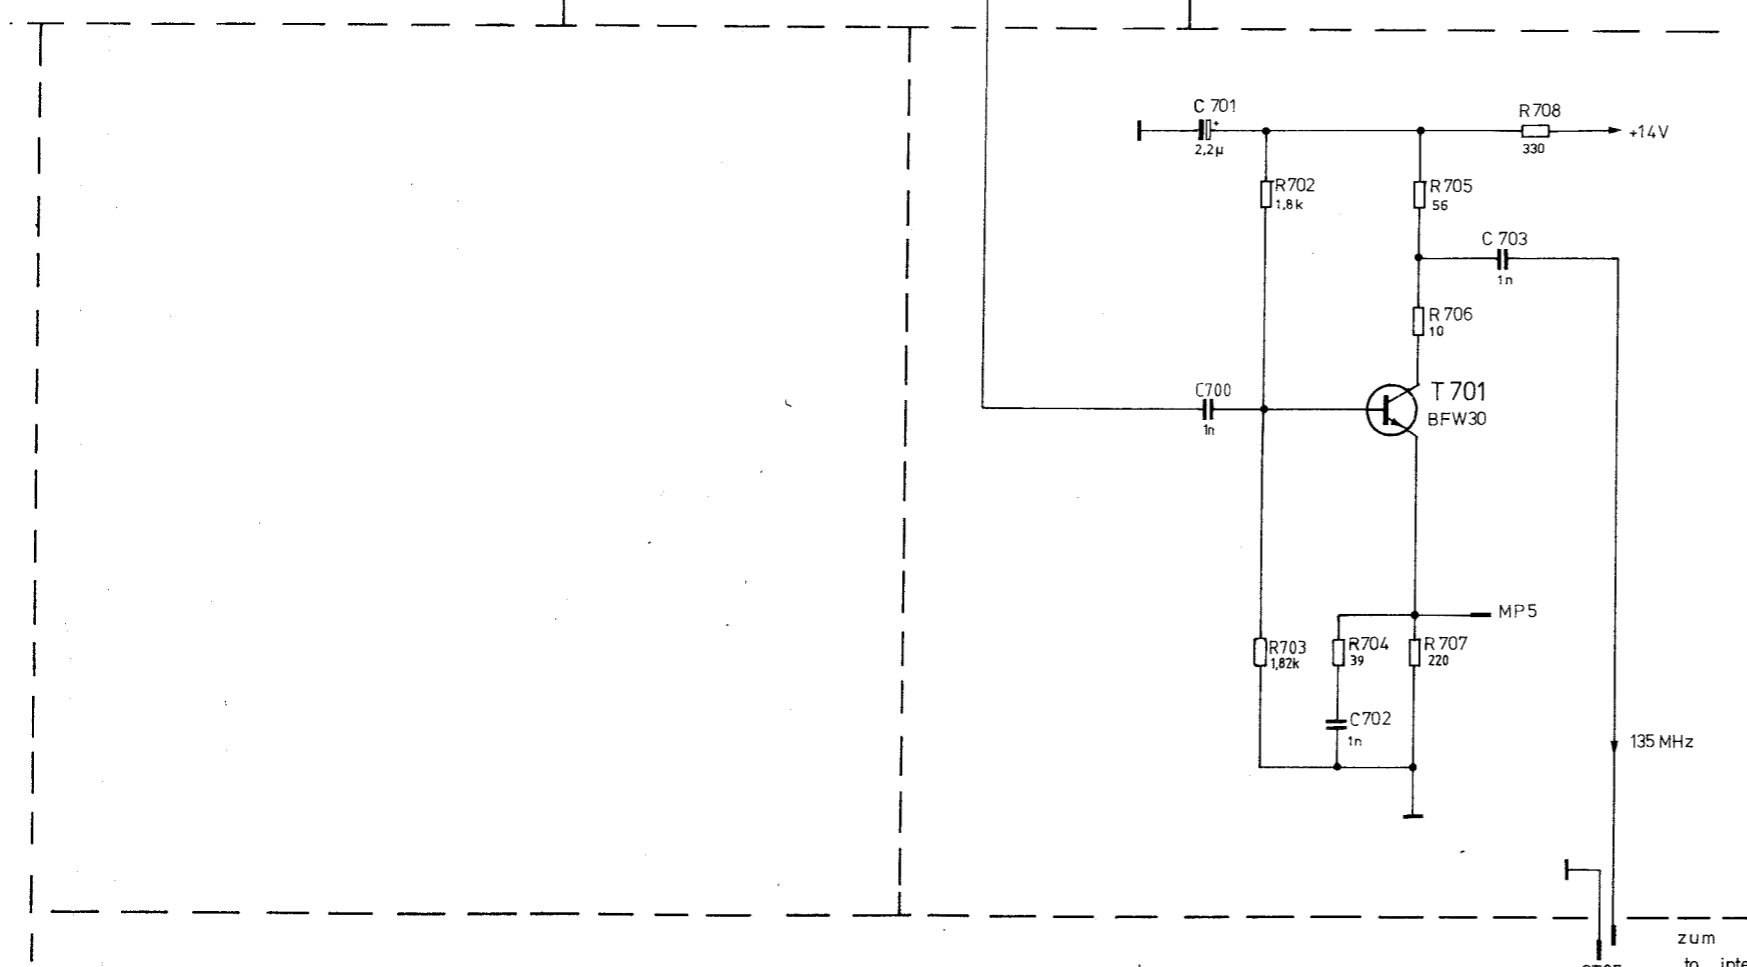 C 701
+
2,2µ
R708
330
+14V
R702
1,8k
R705
56
C 703
1n
R706
10
C700
1n
T 701
BFW30
MP5
R703
1,82k
R704
39
R707
220
C702
1n
135 MHz
zum
to inte